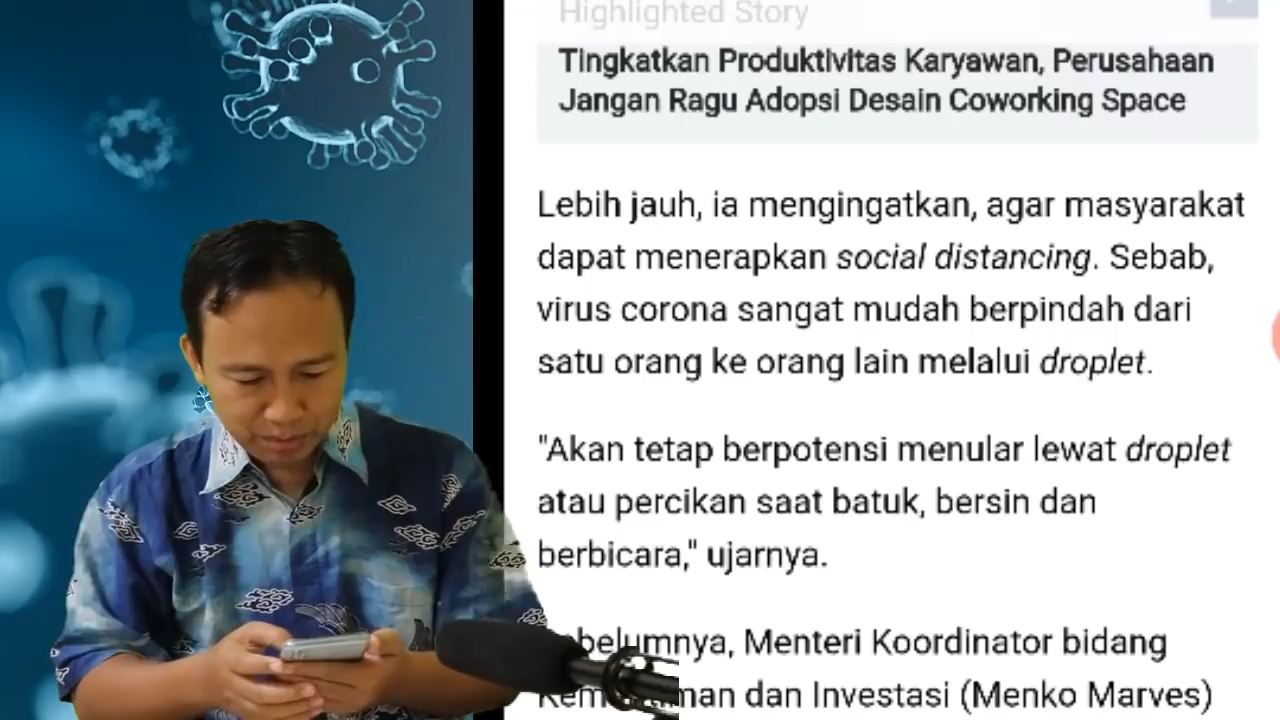 Highlighted Story
Tingkatkan Produktivitas Karyawan, Perusahaan
Jangan Ragu Adopsi Desain Coworking Space
Lebih jauh, ia mengingatkan, agar masyarakat
dapat menerapkan social distancing. Sebab,
virus corona sangat mudah berpindah dari
satu orang ke orang lain melalui droplet.
"Akan tetap berpotensi menular lewat droplet
atau percikan saat batuk, bersin dan
berbicara," ujarnya.
Menteri Koordinator bidang
dan Investasi (Menko Marves)